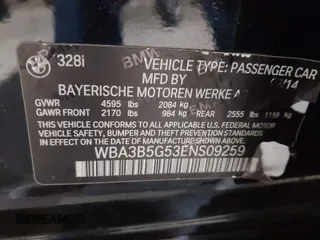 328i
VEHICLE TYPE: PASSENGER CAR
MFD BY
BAYERISCHE MOTOREN WERKE
GVWR 4595 lbs 2084 kg
GAWR FRONT 2170 lbs 984 kg REAR 2555 lbs 1159 kg
THIS VEHICLE CONFORMS TO ALL APPLICABLE U.S. FEDERAL MOTOR
VEHICLE SAFETY, BUMPER AND THEFT PREVENTION STANDARDS
IN EFFECT ON THE DATE OF MANUFACTURE SHOWN ABOVE.
WBA3B5G53ENS09259